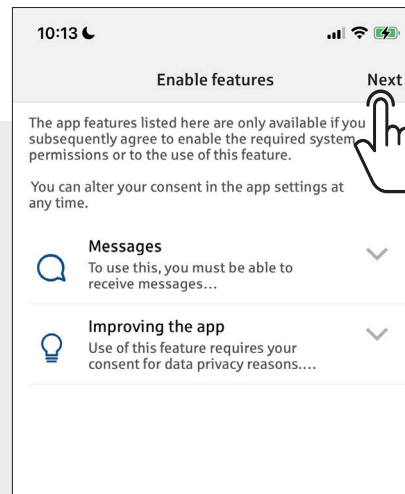 10:13
Enable features
Next
The app features listed here are only available if you
subsequently agree to enable the required system
permissions or to the use of this feature.
You can alter your consent in the app settings at
any time.
Messages
To use this, you must be able to
receive messages...
Improving the app
Use of this feature requires your
consent for data privacy reasons....